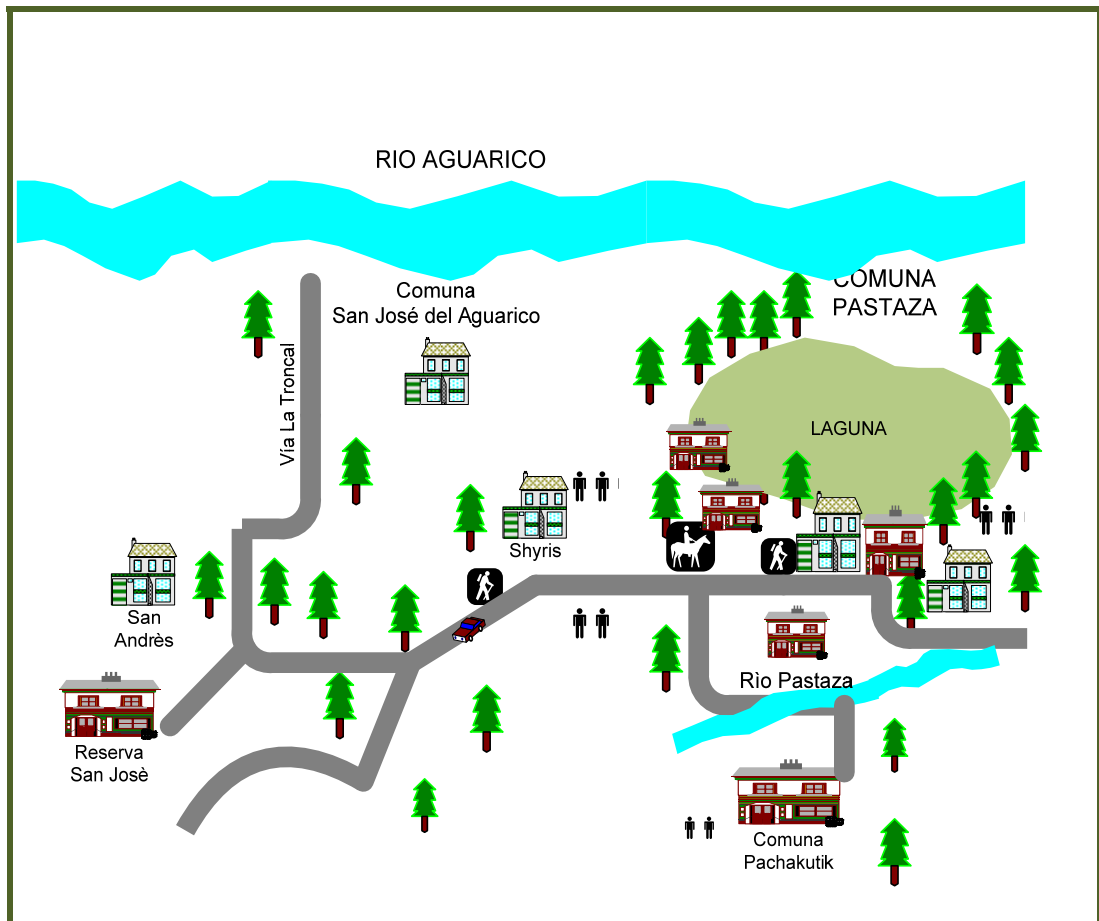 RIO AGUARICO
COMUNA
PASTAZA
Comuna
San José del Aguarico
Vía La Troncal
LAGUNA
Shyris
San
Andrès
Rìo Pastaza
Reserva
San Josè
Comuna
Pachakutik